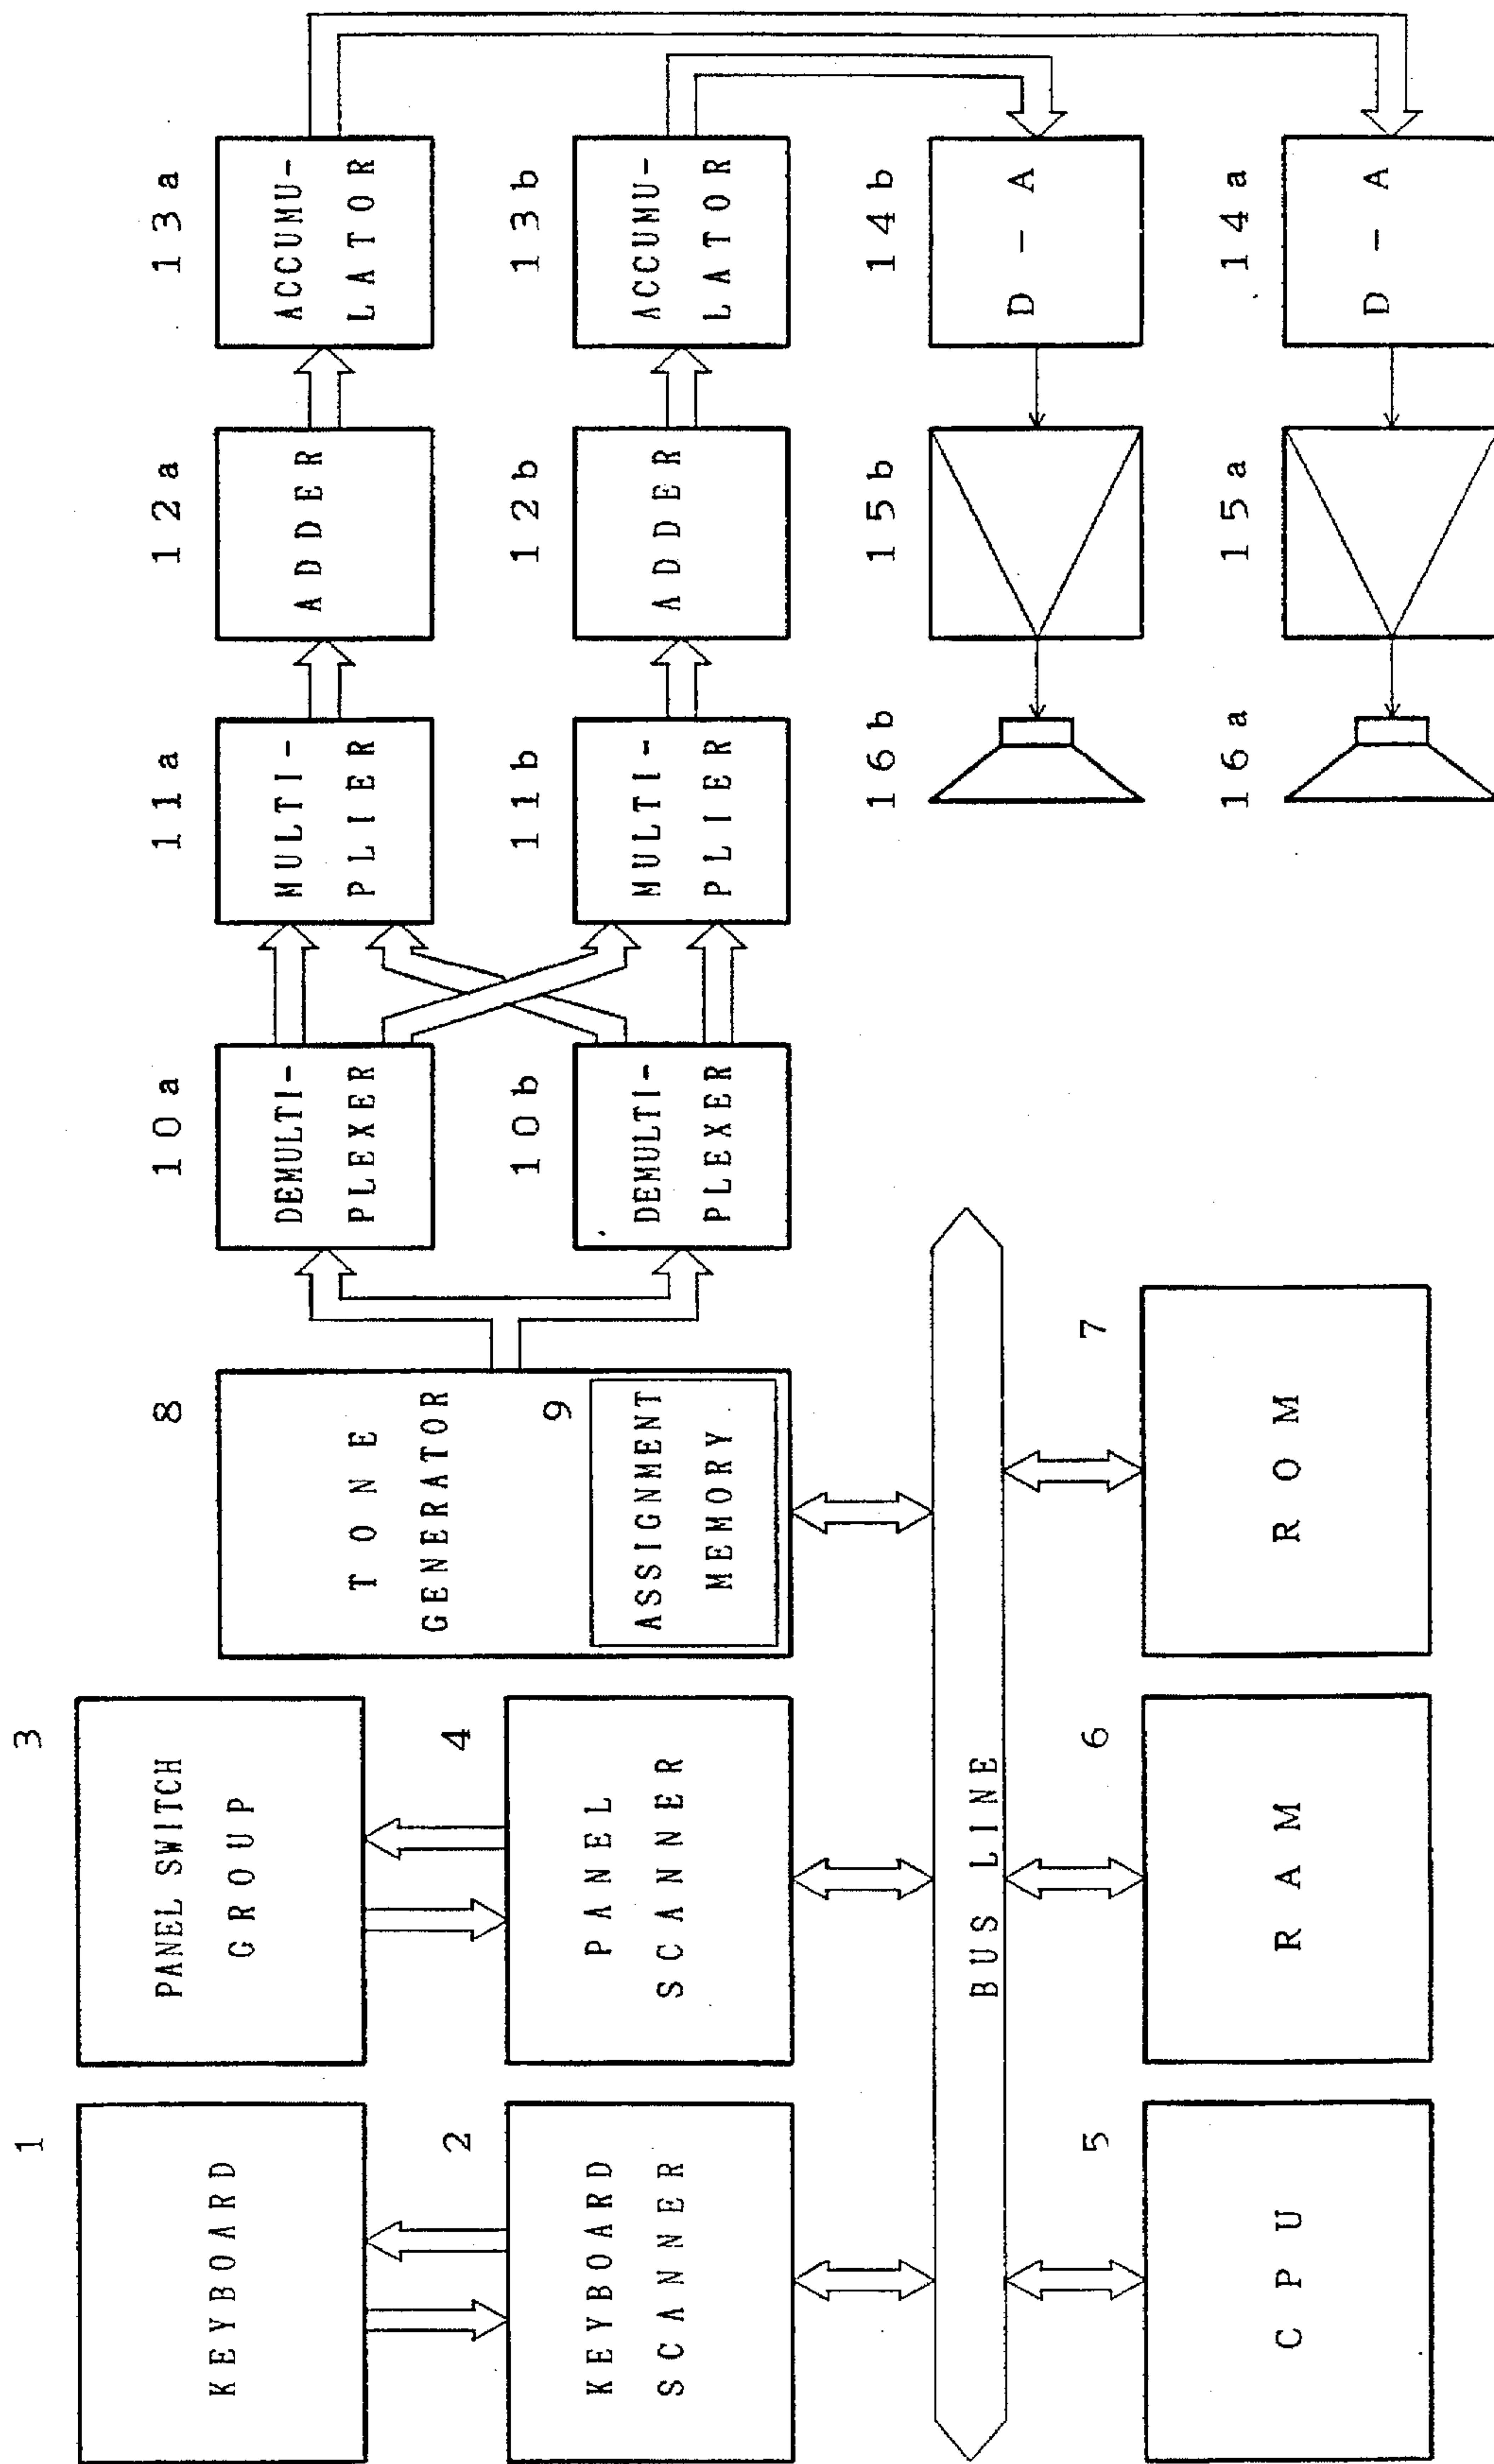 1
KEYBOARD
2
KEYBOARD
SCANNER
3
PANEL SWITCH
GROUP
4
PANEL
SCANNER
BUS LINE
5
CPU
6
RAM
7
ROM
8
TONE
GENERATOR
9
ASSIGNMENT
MEMORY
10a
DEMULTI-
PLEXER
10b
DEMULTI-
PLEXER
11a
MULTI-
PLIER
11b
MULTI-
PLIER
12a
ADDER
12b
ADDER
13a
ACCUMU-
LATOR
13b
ACCUMU-
LATOR
14b
D-A
15b
16b
14a
D-A
15a
16a